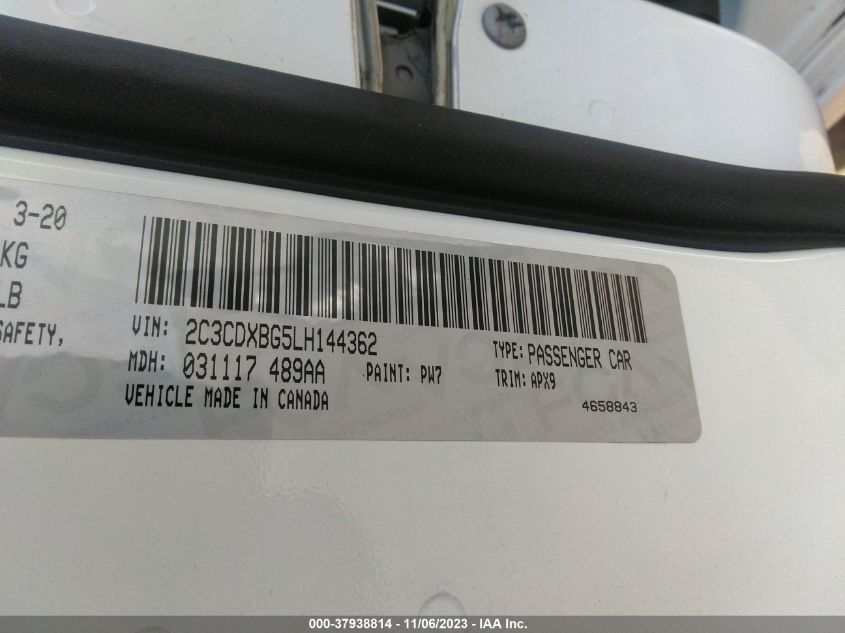 3-20
KG
LB
SAFETY,
VIN: 2C3CDXBG5LH144362
TYPE: PASSENGER CAR
MDH: 031117 489AA
PAINT: PW7
TRIM: APX9
VEHICLE MADE IN CANADA
4658843
000-37938814 - 11/06/2023 - IAA Inc.